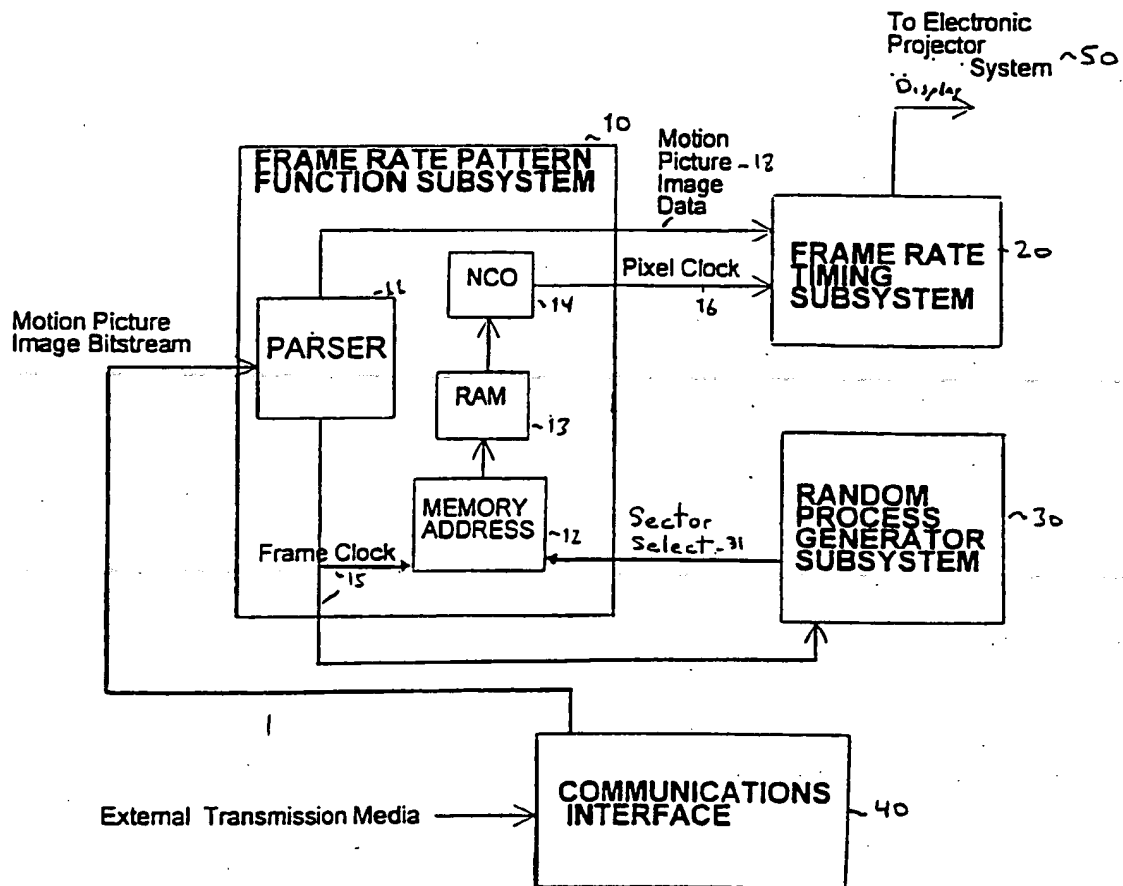 To Electronic
Projector
System ~50
Display
~10
FRAME RATE PATTERN
FUNCTION SUBSYSTEM
Motion
Picture -12
Image
Data
FRAME RATE
TIMING
SUBSYSTEM
-20
NCO
~14
Pixel Clock
16
~11
PARSER
Motion Picture
Image Bitstream
RAM
~13
MEMORY
ADDRESS
~12
Sector
Select-31
RANDOM
PROCESS
GENERATOR
SUBSYSTEM
~30
Frame Clock
~15
COMMUNICATIONS
INTERFACE
~40
External Transmission Media